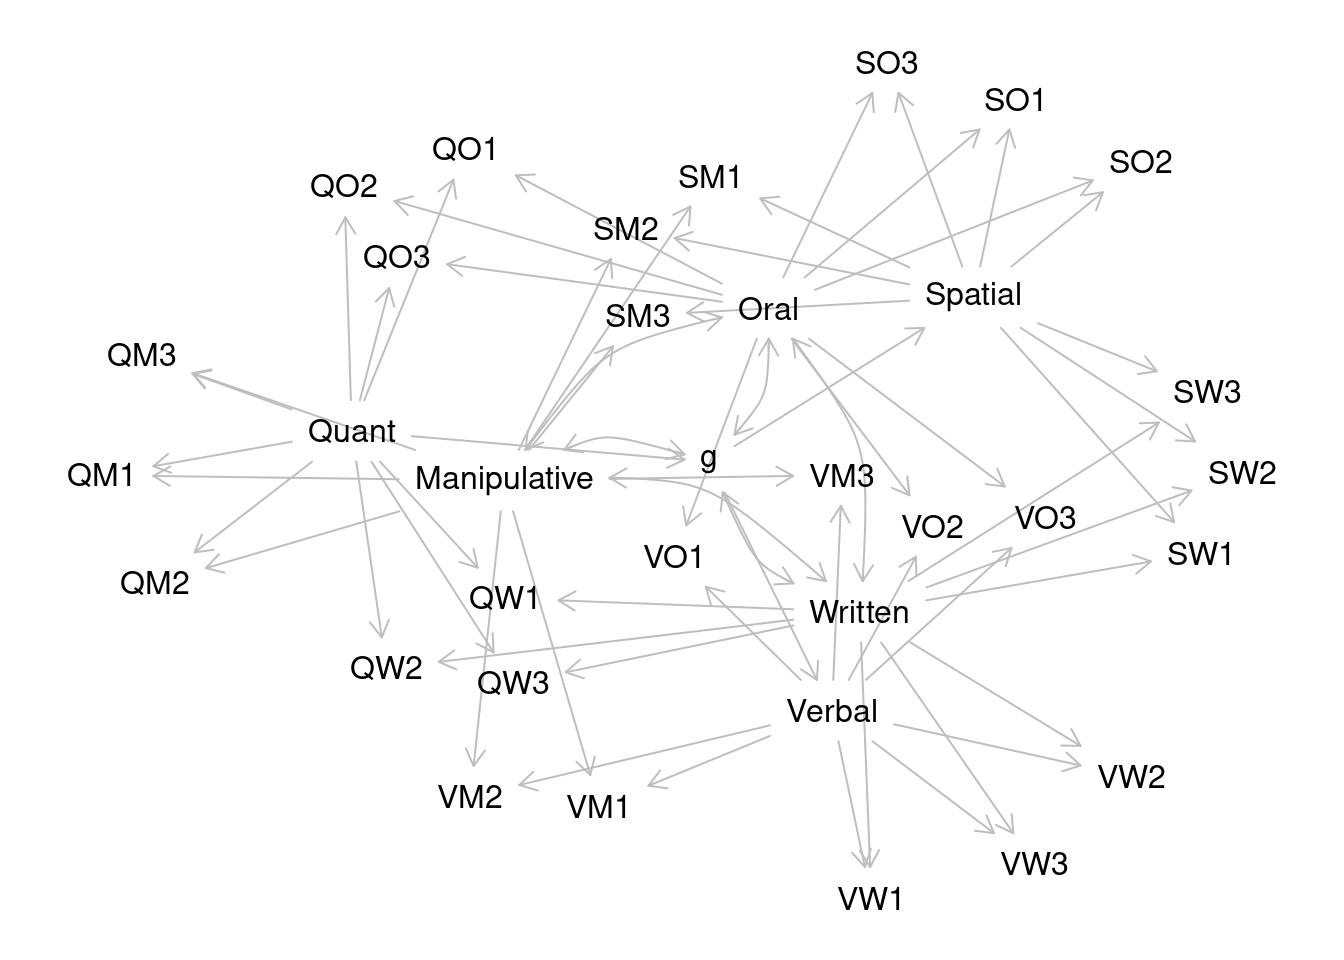 SO3
SO1
QO1
SO2
SM1
QO2
SM2
QO3
Spatial
Oral
SM3
QM3
SW3
Quant
g
SW2
QM1
Manipulative
VM3
VO3
VO2
SW1
VO1
QM2
QW1
Written
QW2
QW3
Verbal
VW2
VM2
VM1
VW3
VW1